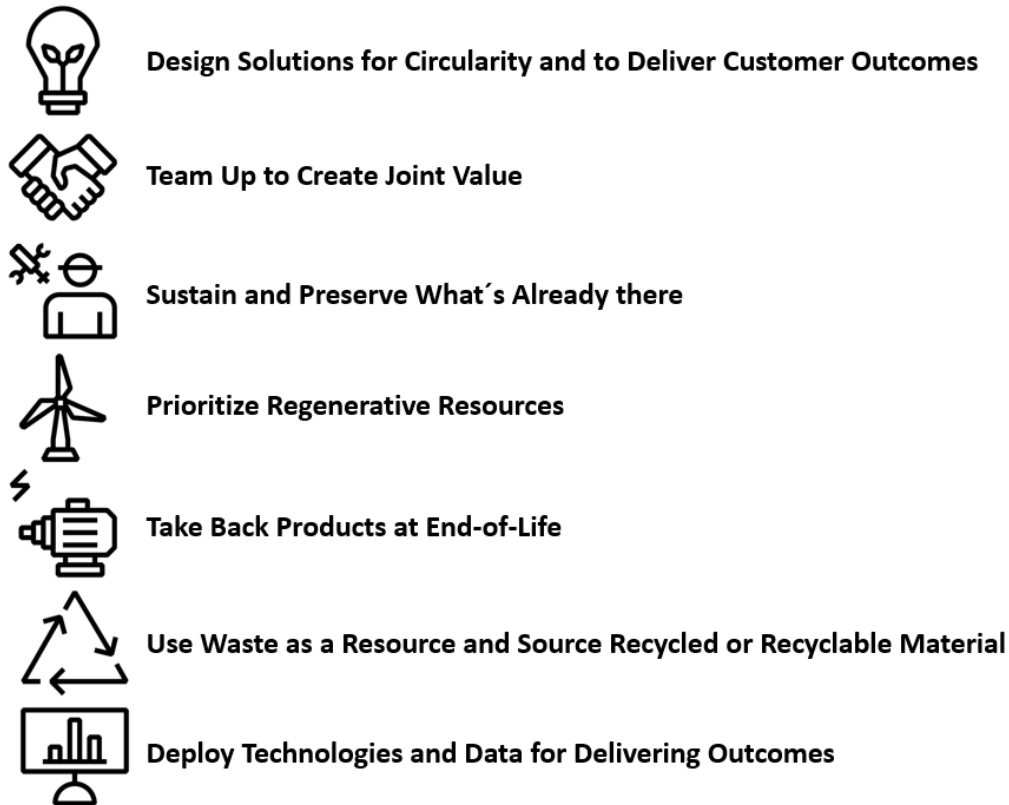 Design Solutions for Circularity and to Deliver Customer Outcomes
Team Up to Create Joint Value
Sustain and Preserve What´s Already there
Prioritize Regenerative Resources
Take Back Products at End-of-Life
Use Waste as a Resource and Source Recycled or Recyclable Material
Deploy Technologies and Data for Delivering Outcomes